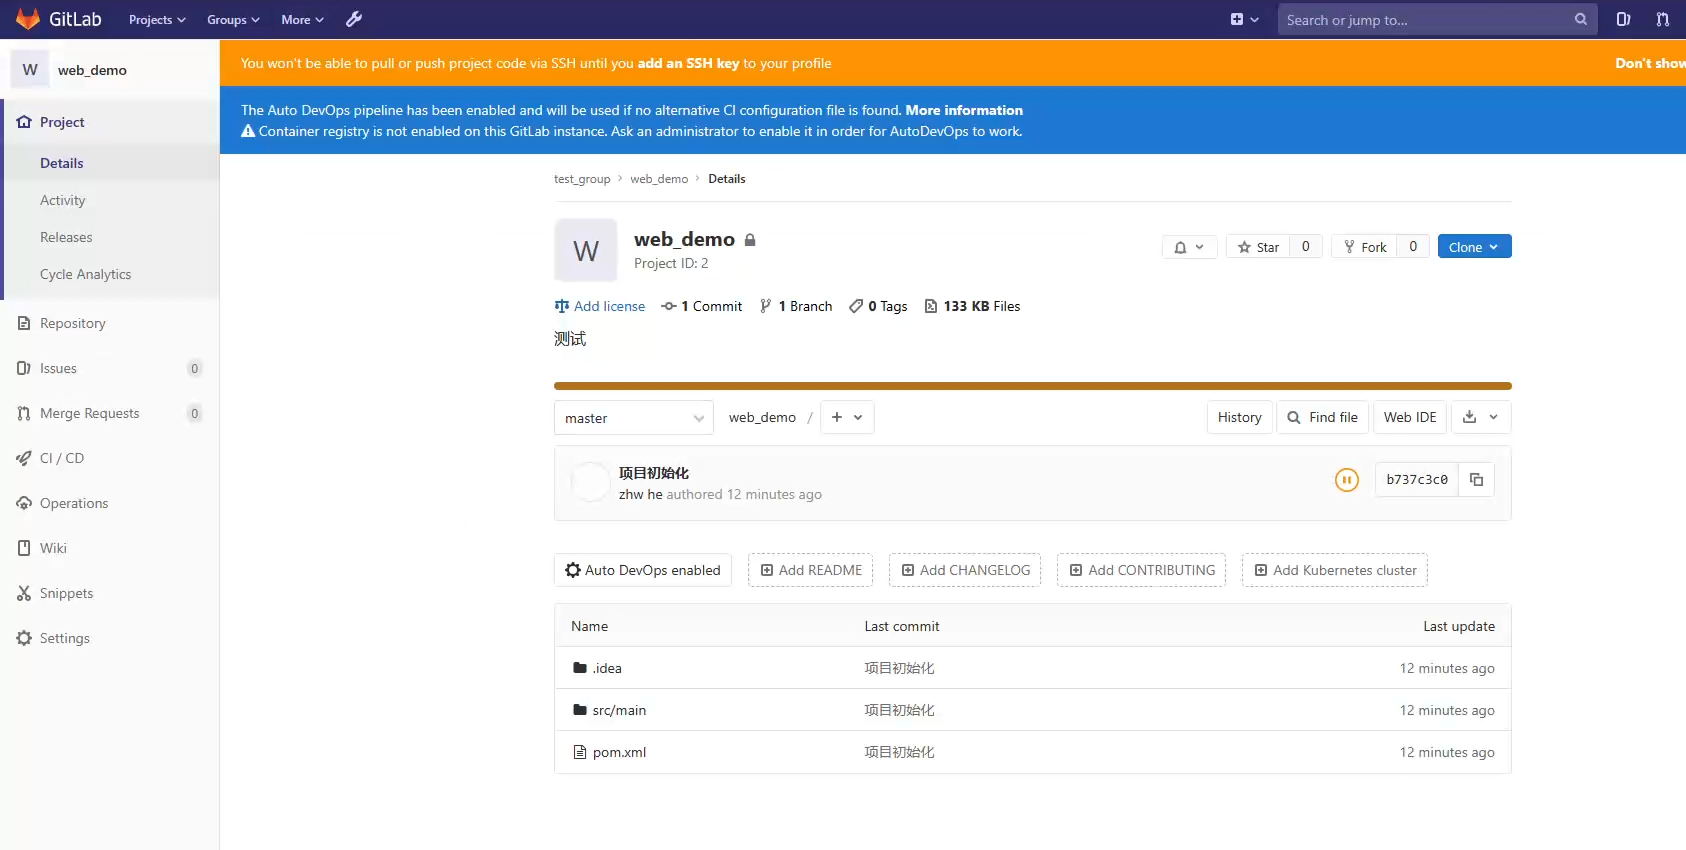 GitLab Projects Groups More Search or jump to...
W web_demo
You won't be able to pull or push project code via SSH until you add an SSH key to your profile Don't show
The Auto DevOps pipeline has been enabled and will be used if no alternative CI configuration file is found. More information
Container registry is not enabled on this GitLab instance. Ask an administrator to enable it in order for AutoDevOps to work.
Project
Details
Activity
Releases
Cycle Analytics
Repository
Issues 0
Merge Requests 0
CI / CD
Operations
Wiki
Snippets
Settings
test_group > web_demo > Details
W
web_demo
Project ID: 2
Star 0 Fork 0 Clone
Add license 1 Commit 1 Branch 0 Tags 133 KB Files
测试
master web_demo / + History Find file Web IDE
项目初始化
zhw he authored 12 minutes ago
b737c3c0
Auto DevOps enabled Add README Add CHANGELOG Add CONTRIBUTING Add Kubernetes cluster
Name Last commit Last update
.idea 项目初始化 12 minutes ago
src/main 项目初始化 12 minutes ago
pom.xml 项目初始化 12 minutes ago